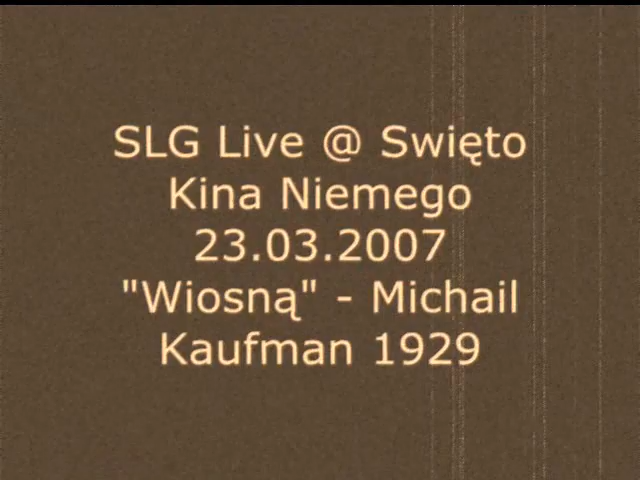 SLG Live @ Swięto
Kina Niemego
23.03.2007
"Wiosną" - Michail
Kaufman 1929